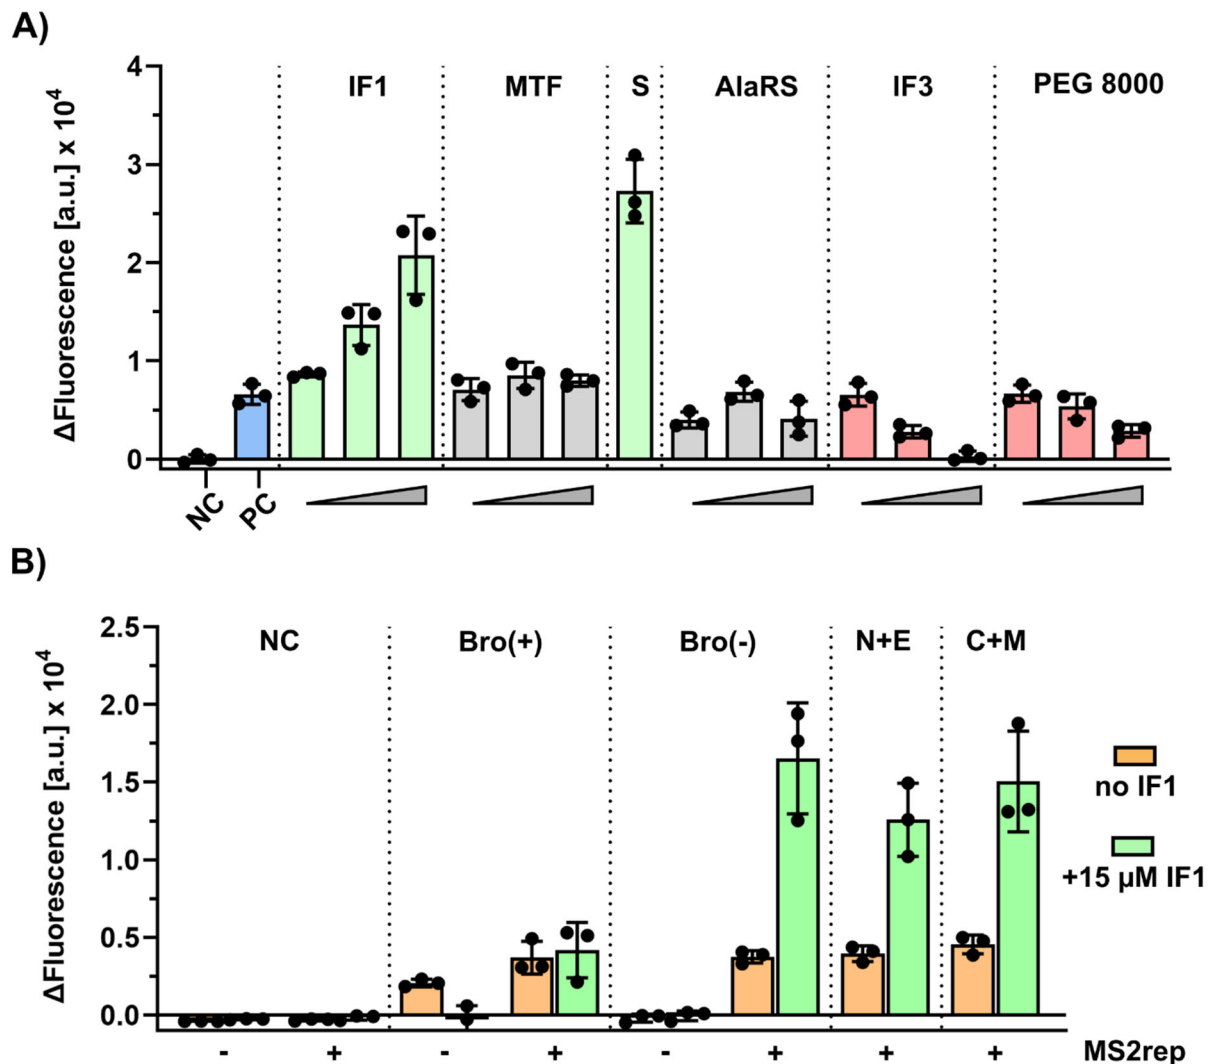 A)
IF1 MTF S AlaRS IF3 PEG 8000
ΔFluorescence [a.u.] x 10⁴
4
3
2
1
0
NC PC
B)
NC Bro(+) Bro(-) N+E C+M
ΔFluorescence [a.u.] x 10⁴
2.5
2.0
1.5
1.0
0.5
0.0
no IF1
+15 µM IF1
- + - + - + + + MS2rep